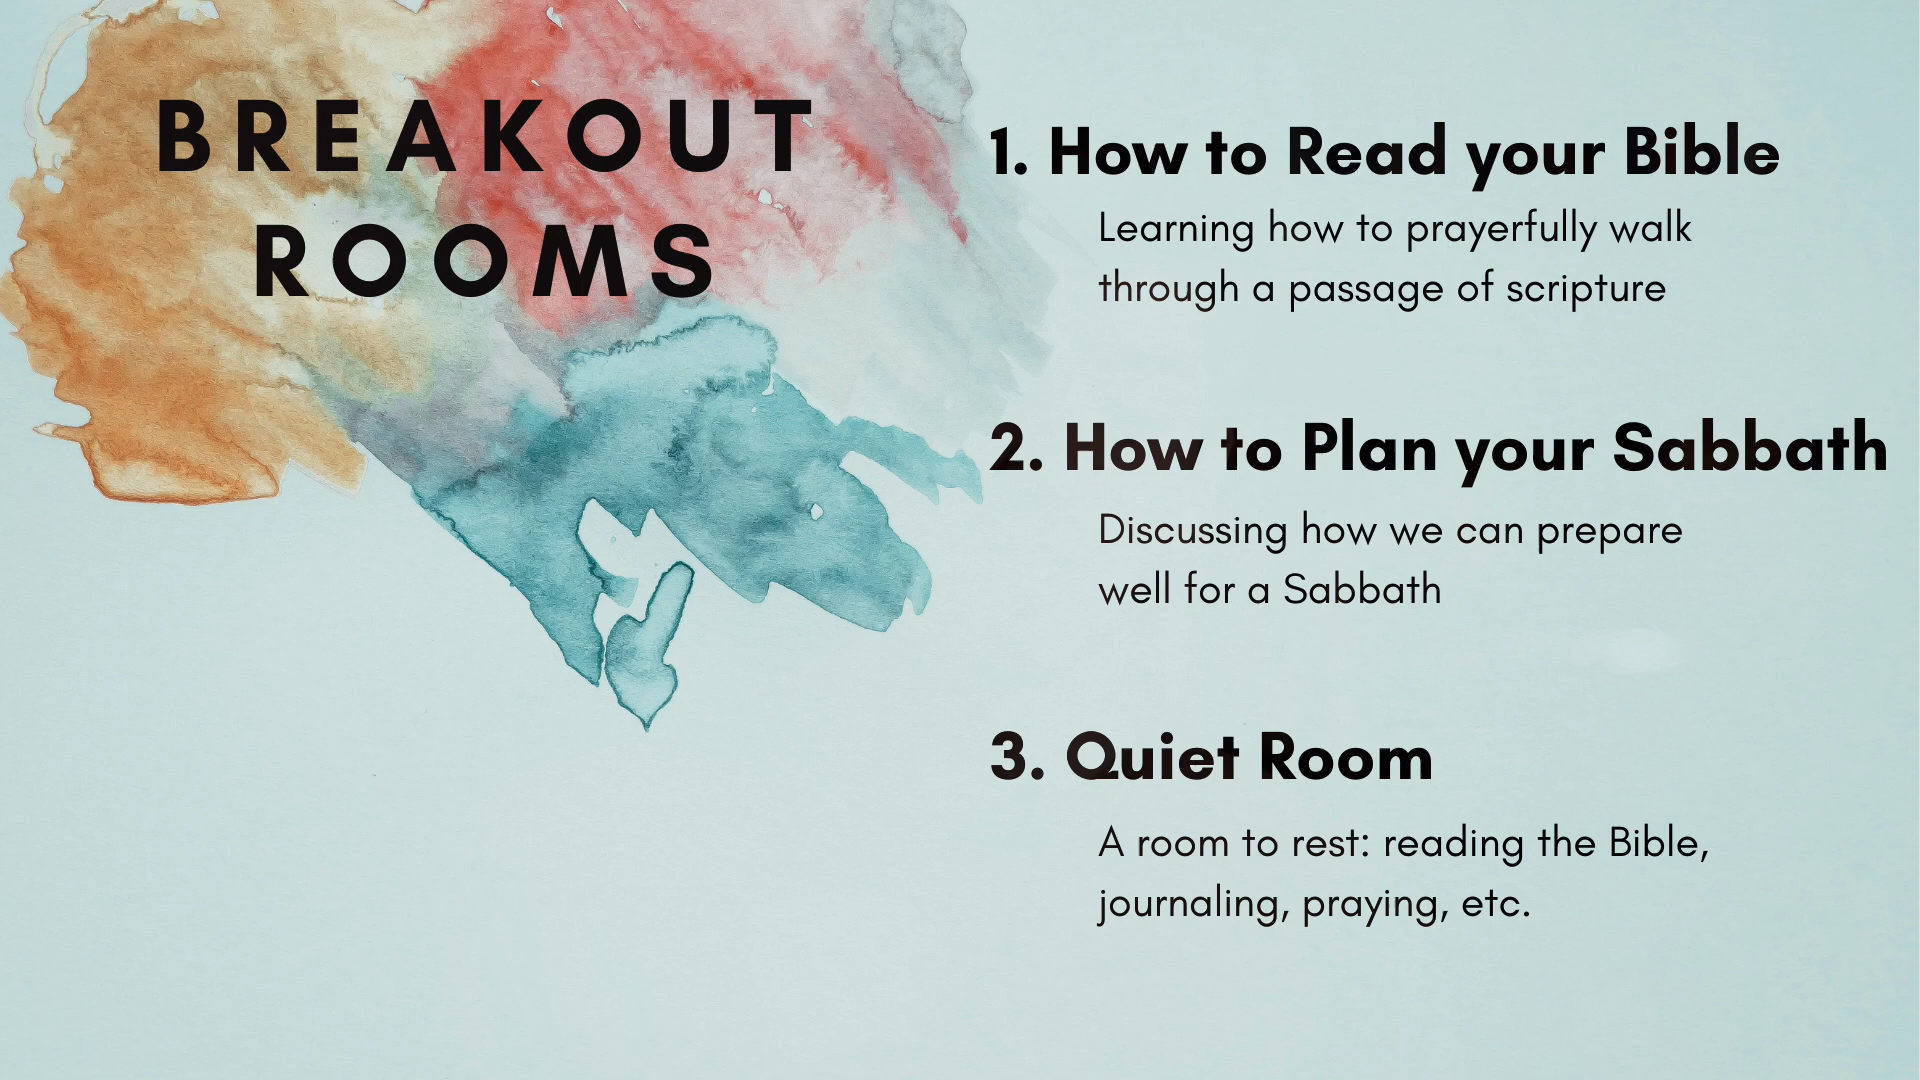 BREAKOUT
ROOMS
1. How to Read your Bible
Learning how to prayerfully walk
through a passage of scripture
2. How to Plan your Sabbath
Discussing how we can prepare
well for a Sabbath
3. Quiet Room
A room to rest: reading the Bible,
journaling, praying, etc.